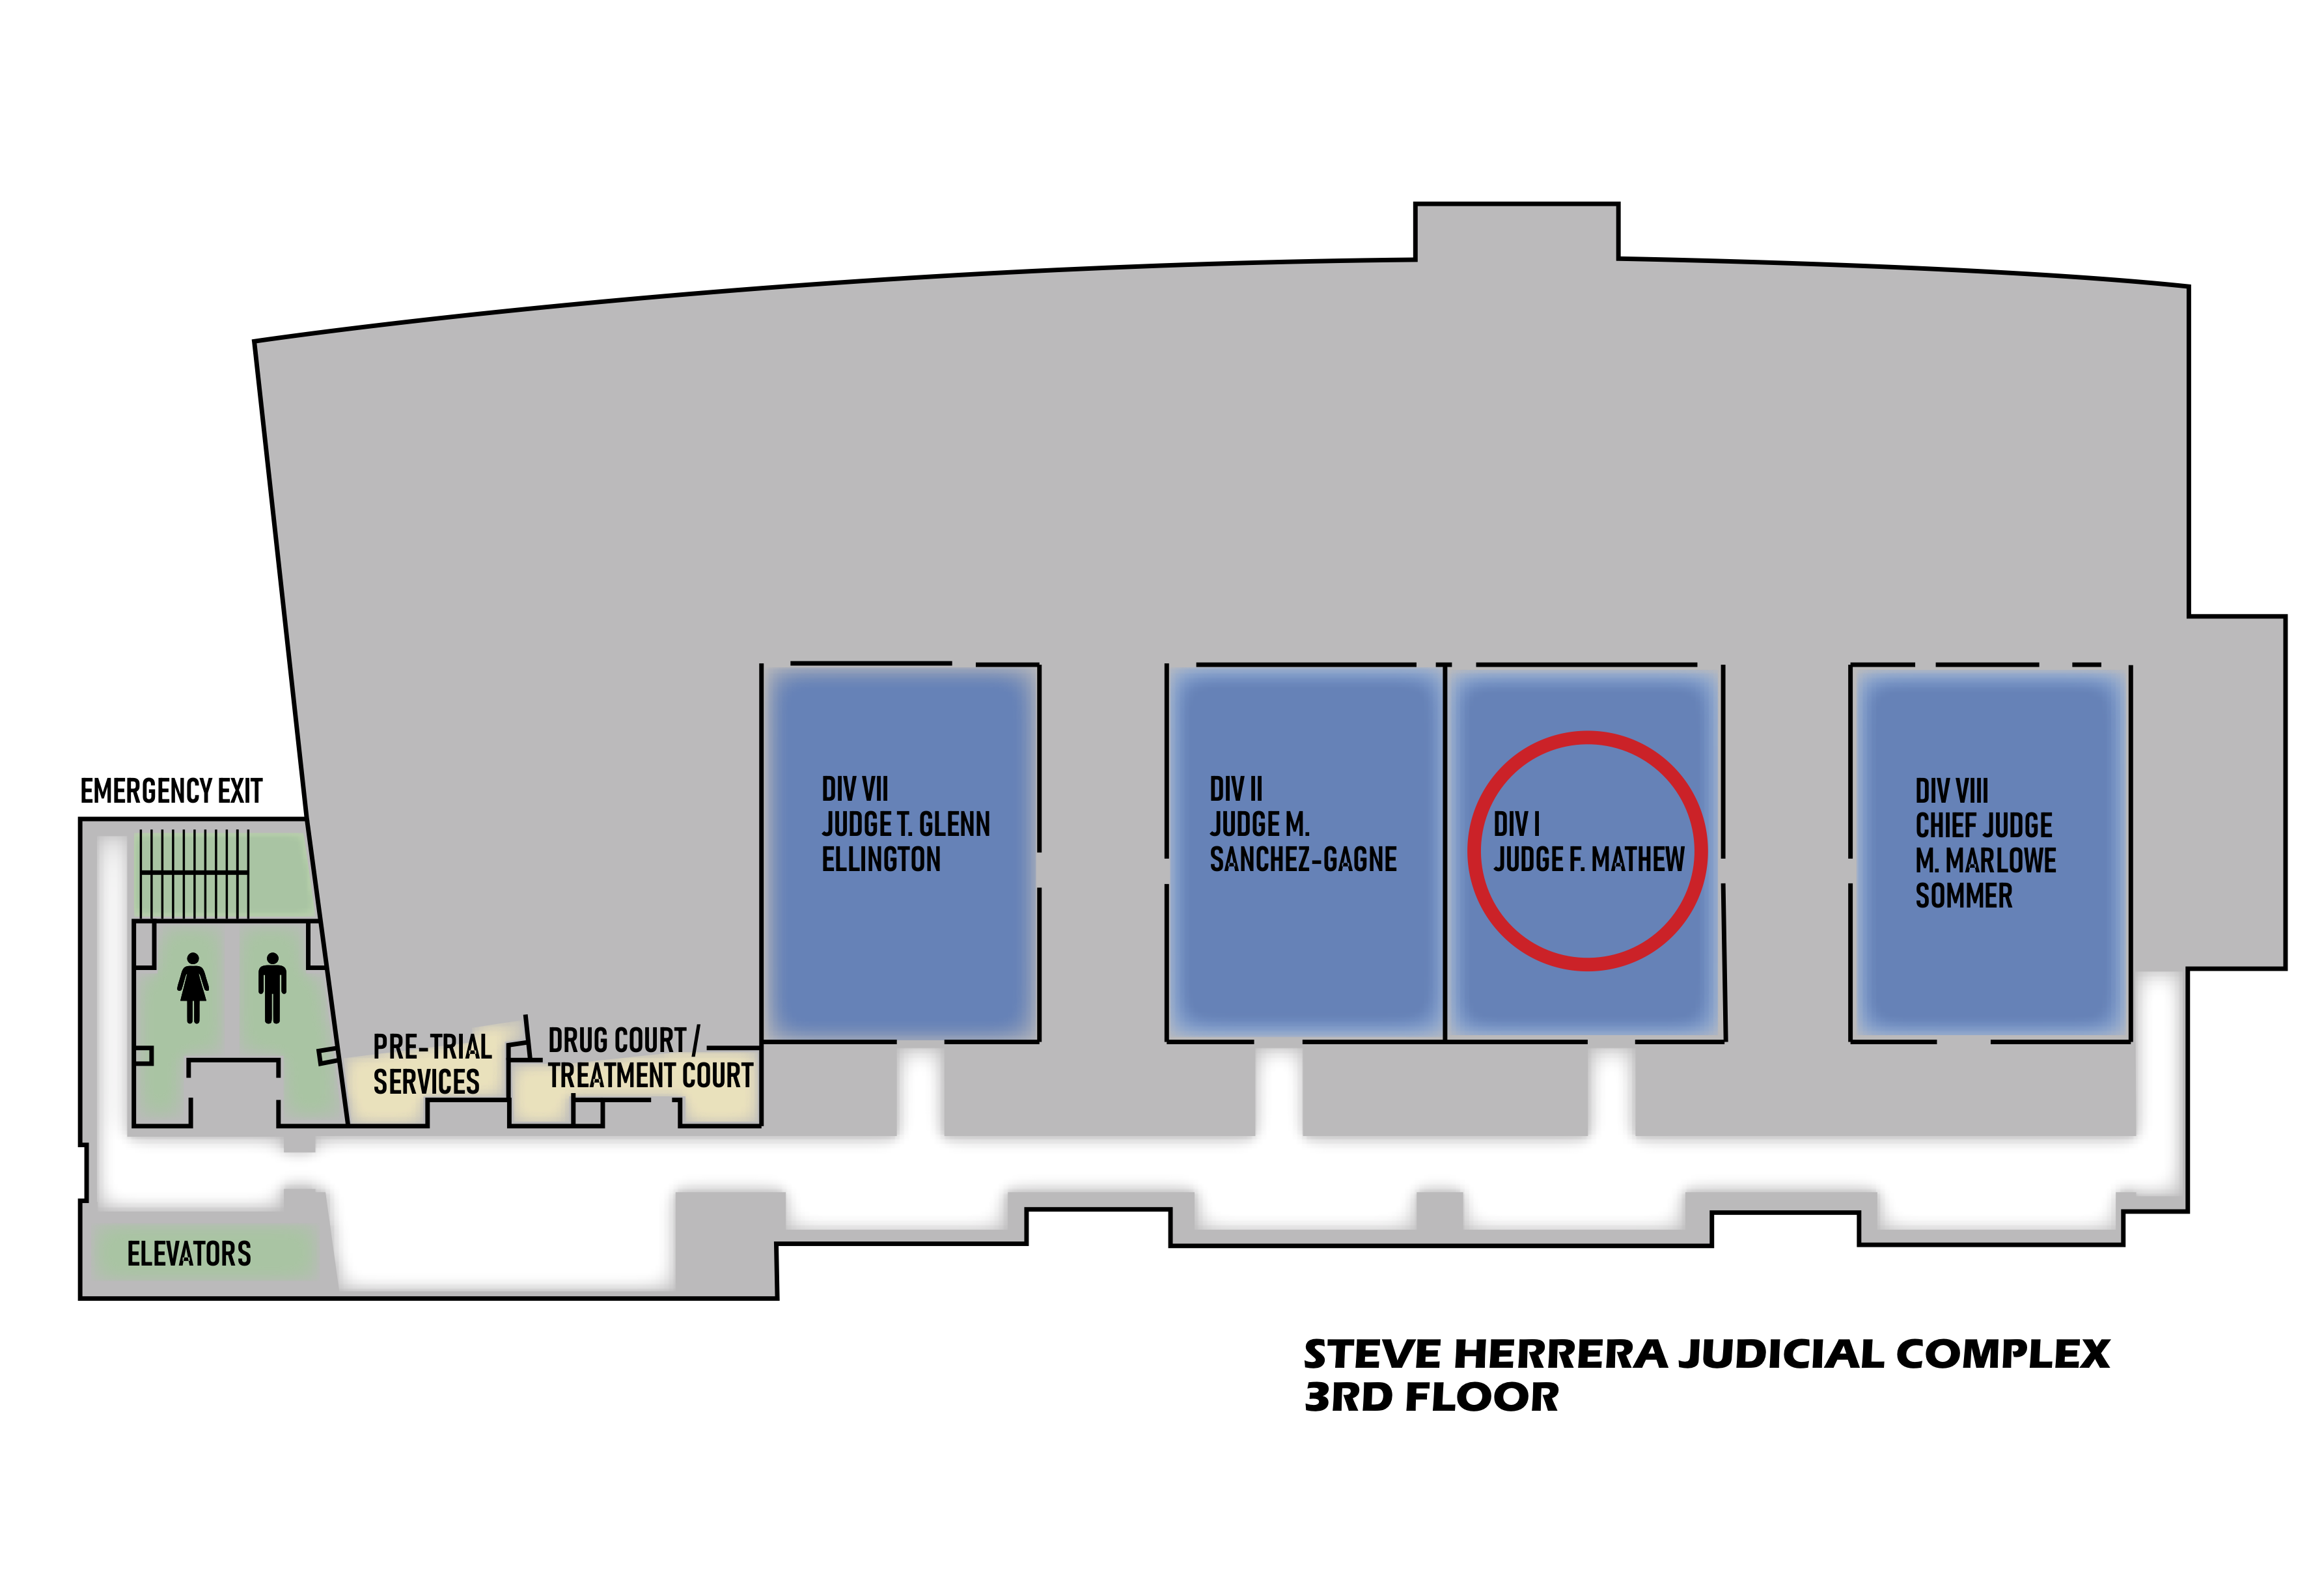 DIV VII
JUDGE T. GLENN
ELLINGTON
DIV II
JUDGE M.
SANCHEZ-GAGNE
DIV I
JUDGE F. MATHEW
DIV VIII
CHIEF JUDGE
M. MARLOWE
SOMMER
EMERGENCY EXIT
PRE-TRIAL
SERVICES
DRUG COURT /
TREATMENT COURT
ELEVATORS
STEVE HERRERA JUDICIAL COMPLEX
3RD FLOOR